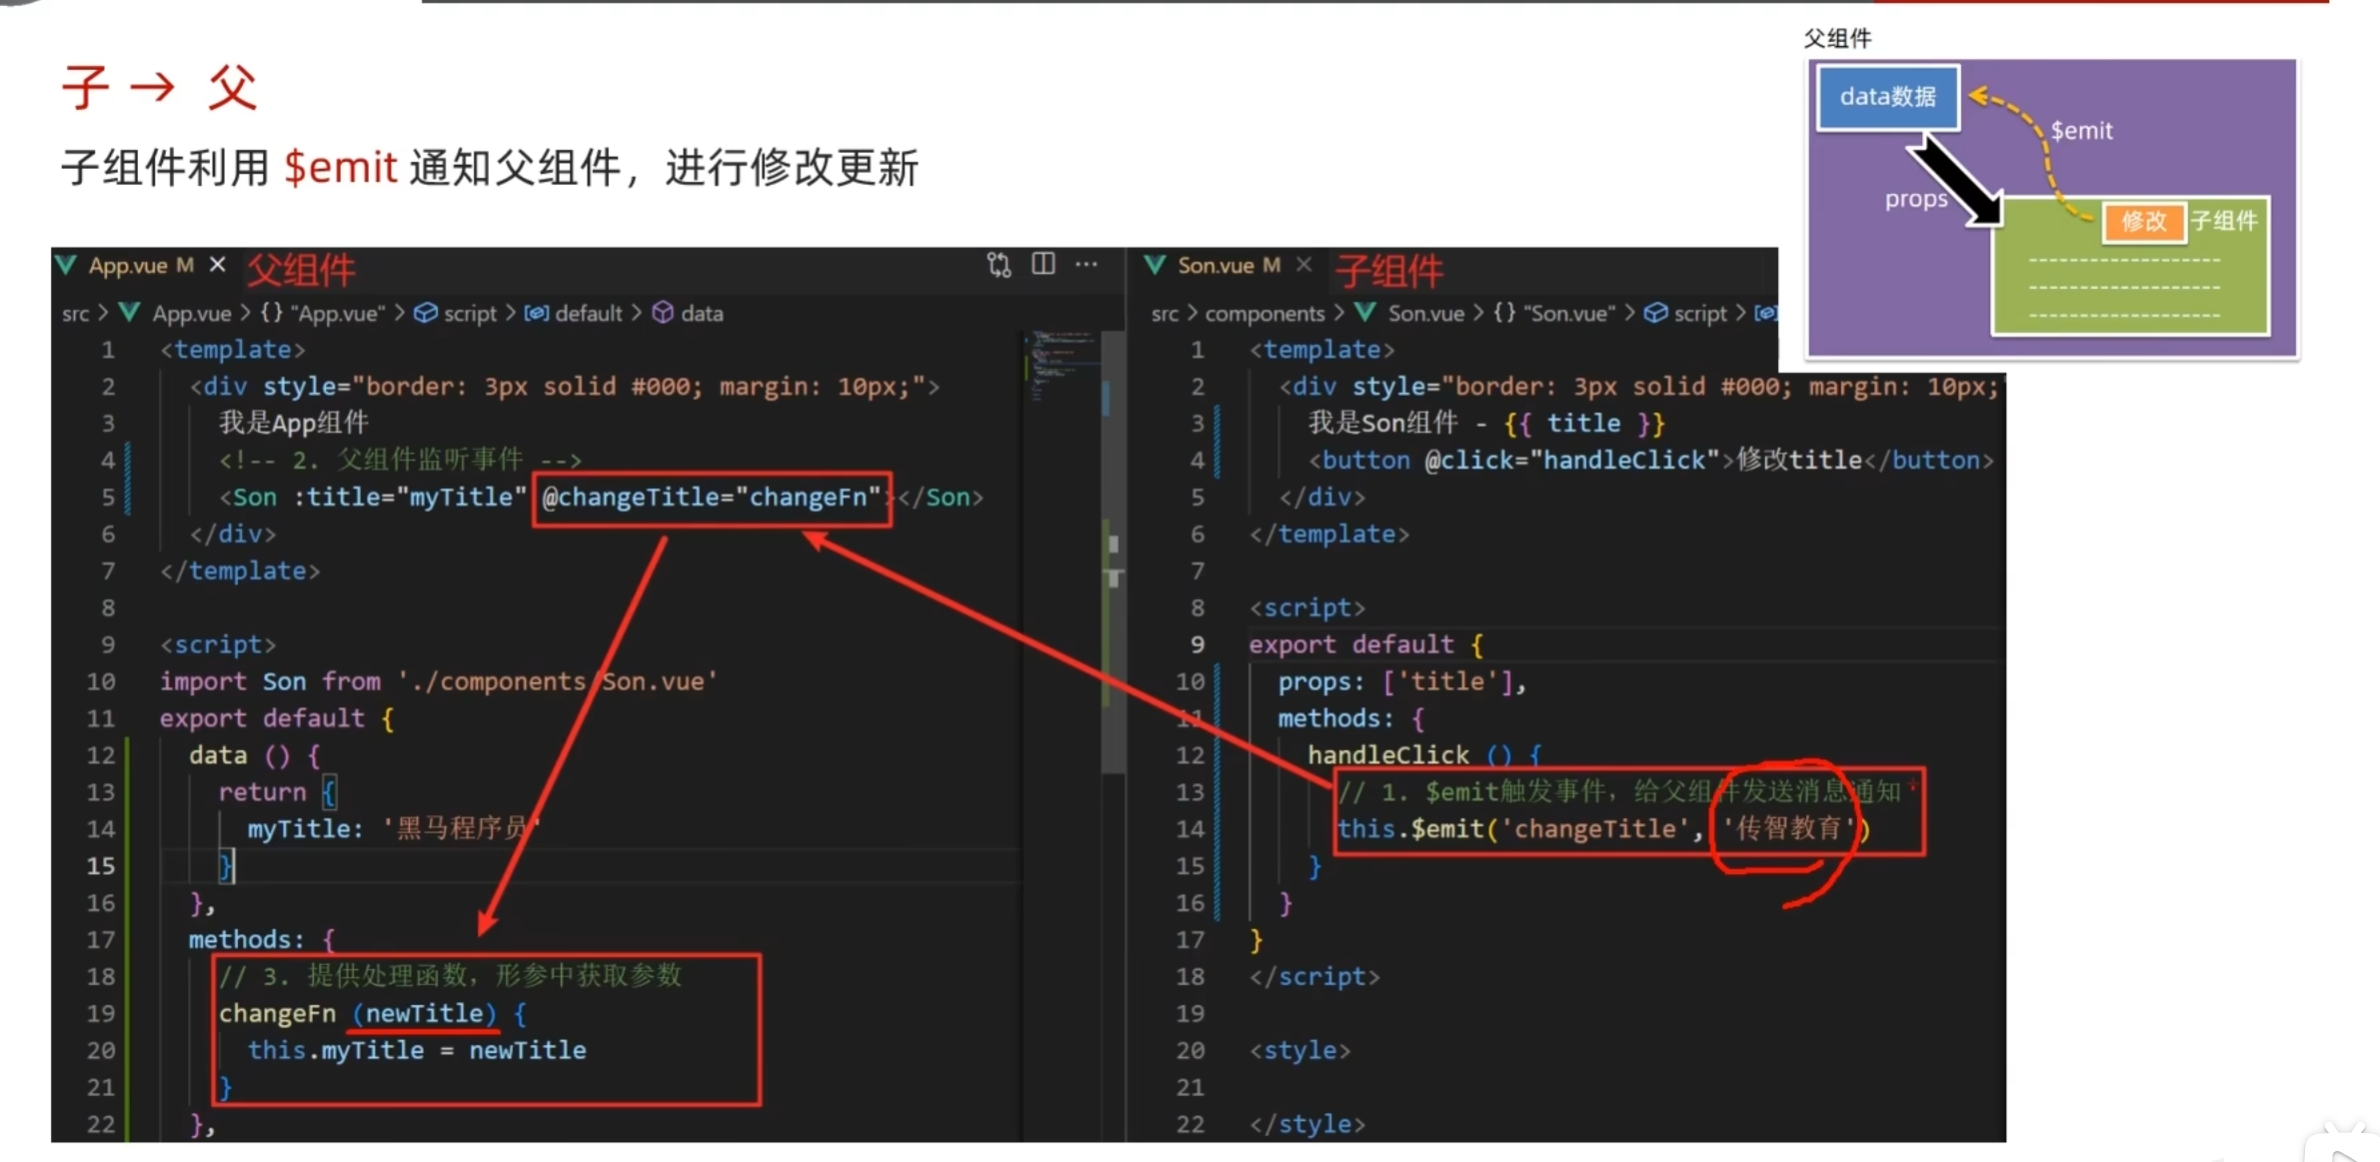 子 → 父
子组件利用 $emit 通知父组件，进行修改更新
父组件
data数据
$emit
props
修改
子组件
App.vue M
父组件
src > App.vue > {} "App.vue" > script > default > data
1 <template>
2 <div style="border: 3px solid #000; margin: 10px;">
3 我是App组件
4 <!-- 2. 父组件监听事件 -->
5 <Son :title="myTitle" @changeTitle="changeFn"></Son>
6 </div>
7 </template>
8
9 <script>
10 import Son from './components/Son.vue'
11 export default {
12 data () {
13 return {
14 myTitle: '黑马程序员'
15 }
16 },
17 methods: {
18 // 3. 提供处理函数，形参中获取参数
19 changeFn (newTitle) {
20 this.myTitle = newTitle
21 }
22 },
Son.vue M
子组件
src > components > Son.vue > {} "Son.vue" > script >
1 <template>
2 <div style="border: 3px solid #000; margin: 10px;
3 我是Son组件 - {{ title }}
4 <button @click="handleClick">修改title</button>
5 </div>
6 </template>
7
8 <script>
9 export default {
10 props: ['title'],
11 methods: {
12 handleClick () {
13 // 1. $emit触发事件，给父组件发送消息通知
14 this.$emit('changeTitle', '传智教育')
15 }
16 }
17 }
18 </script>
19
20 <style>
21
22 </style>